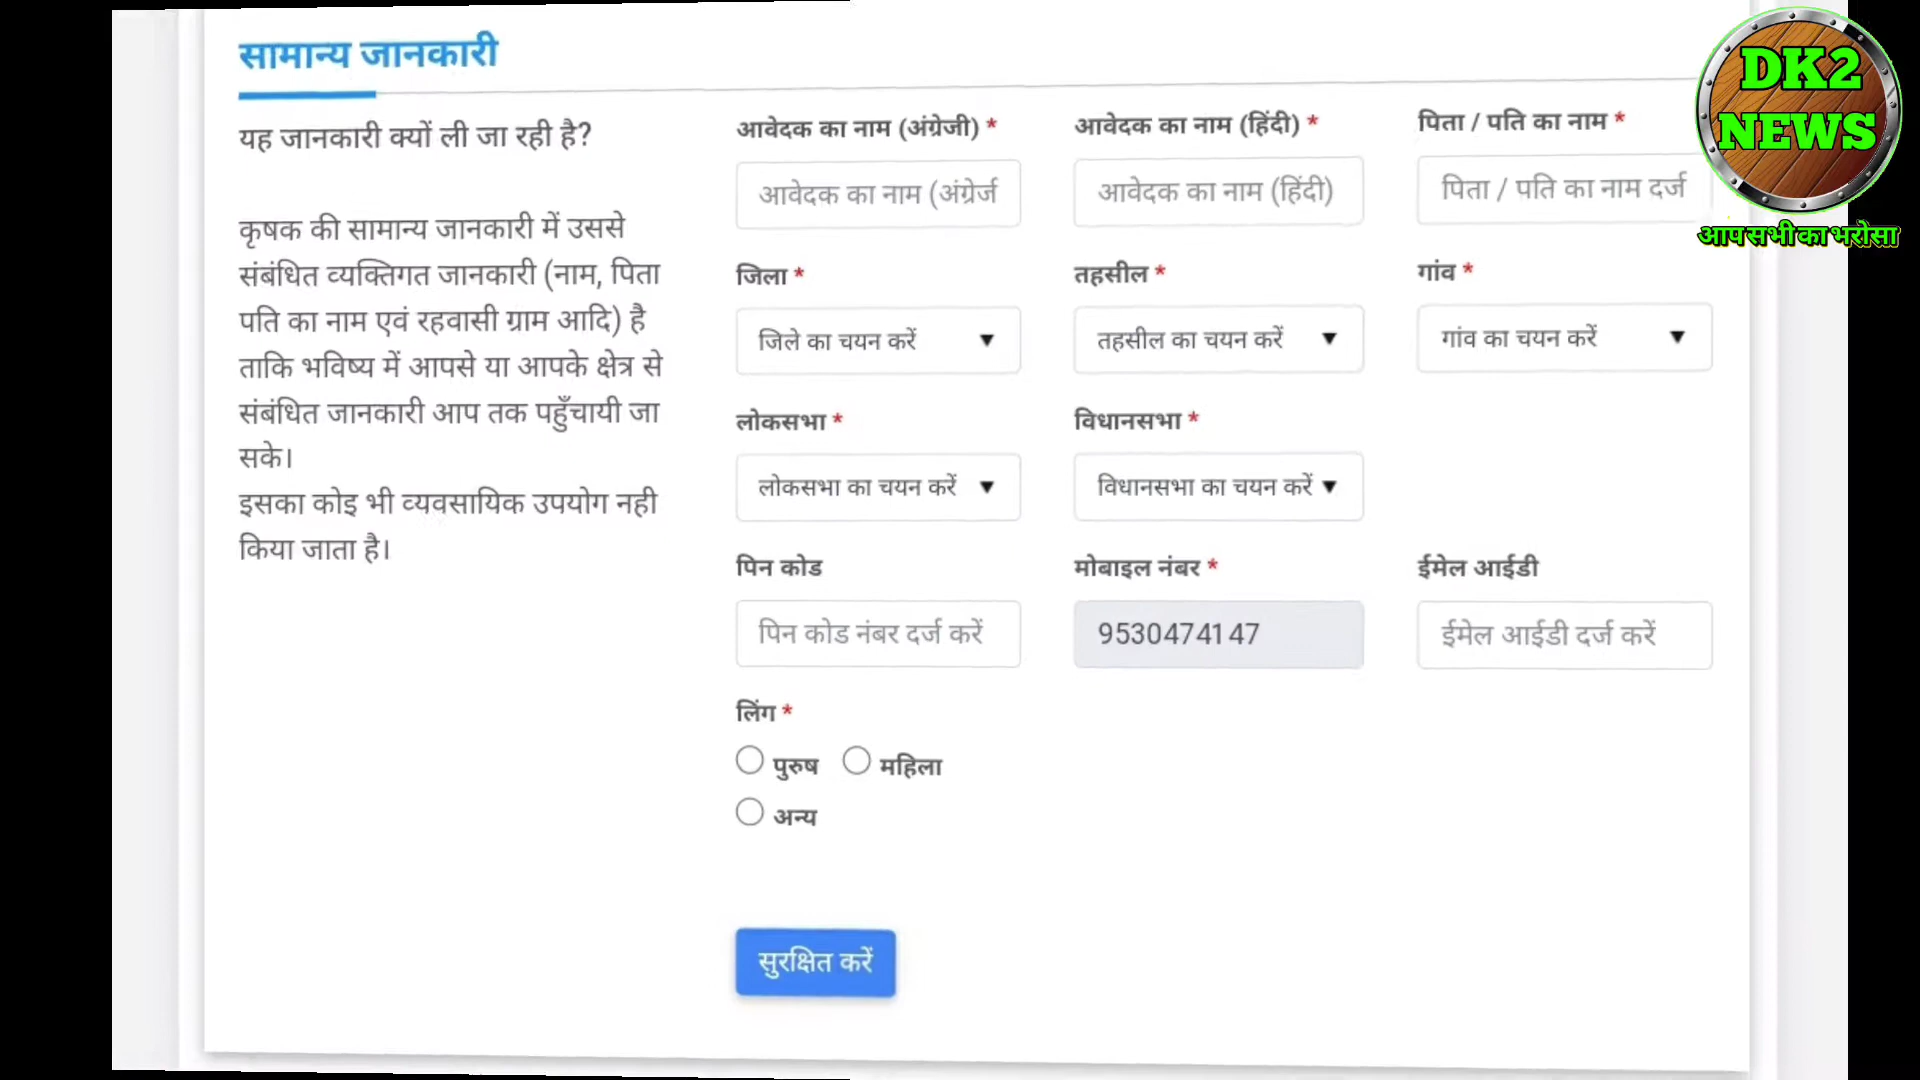 सामान्य जानकारी
यह जानकारी क्यों ली जा रही है?
कृषक की सामान्य जानकारी में उससे
संबंधित व्यक्तिगत जानकारी (नाम, पिता
पति का नाम एवं रहवासी ग्राम आदि) है
ताकि भविष्य में आपसे या आपके क्षेत्र से
संबंधित जानकारी आप तक पहुँचायी जा
सके।
इसका कोइ भी व्यवसायिक उपयोग नही
किया जाता है।
आवेदक का नाम (अंग्रेजी) * आवेदक का नाम (हिंदी) * पिता / पति का नाम *
आवेदक का नाम (अंग्रेर्ज आवेदक का नाम (हिंदी) पिता / पति का नाम दर्ज
जिला * तहसील * गांव *
जिले का चयन करें तहसील का चयन करें गांव का चयन करें
लोकसभा * विधानसभा *
लोकसभा का चयन करें विधानसभा का चयन करें
पिन कोड मोबाइल नंबर * ईमेल आईडी
पिन कोड नंबर दर्ज करें 9530474147 ईमेल आईडी दर्ज करें
लिंग *
पुरुष महिला
अन्य
सुरक्षित करें
DK2
NEWS
आप सभी का भरोसा